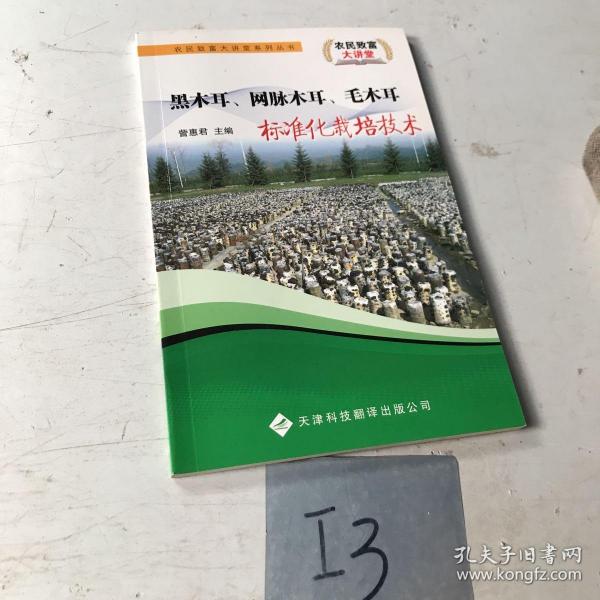 农民致富大讲堂系列丛书
农民致富
大讲堂
黑木耳、网脉木耳、毛木耳
标准化栽培技术
訾惠君 主编
天津科技翻译出版公司
I3
孔夫子旧书网
www.kongfz.com